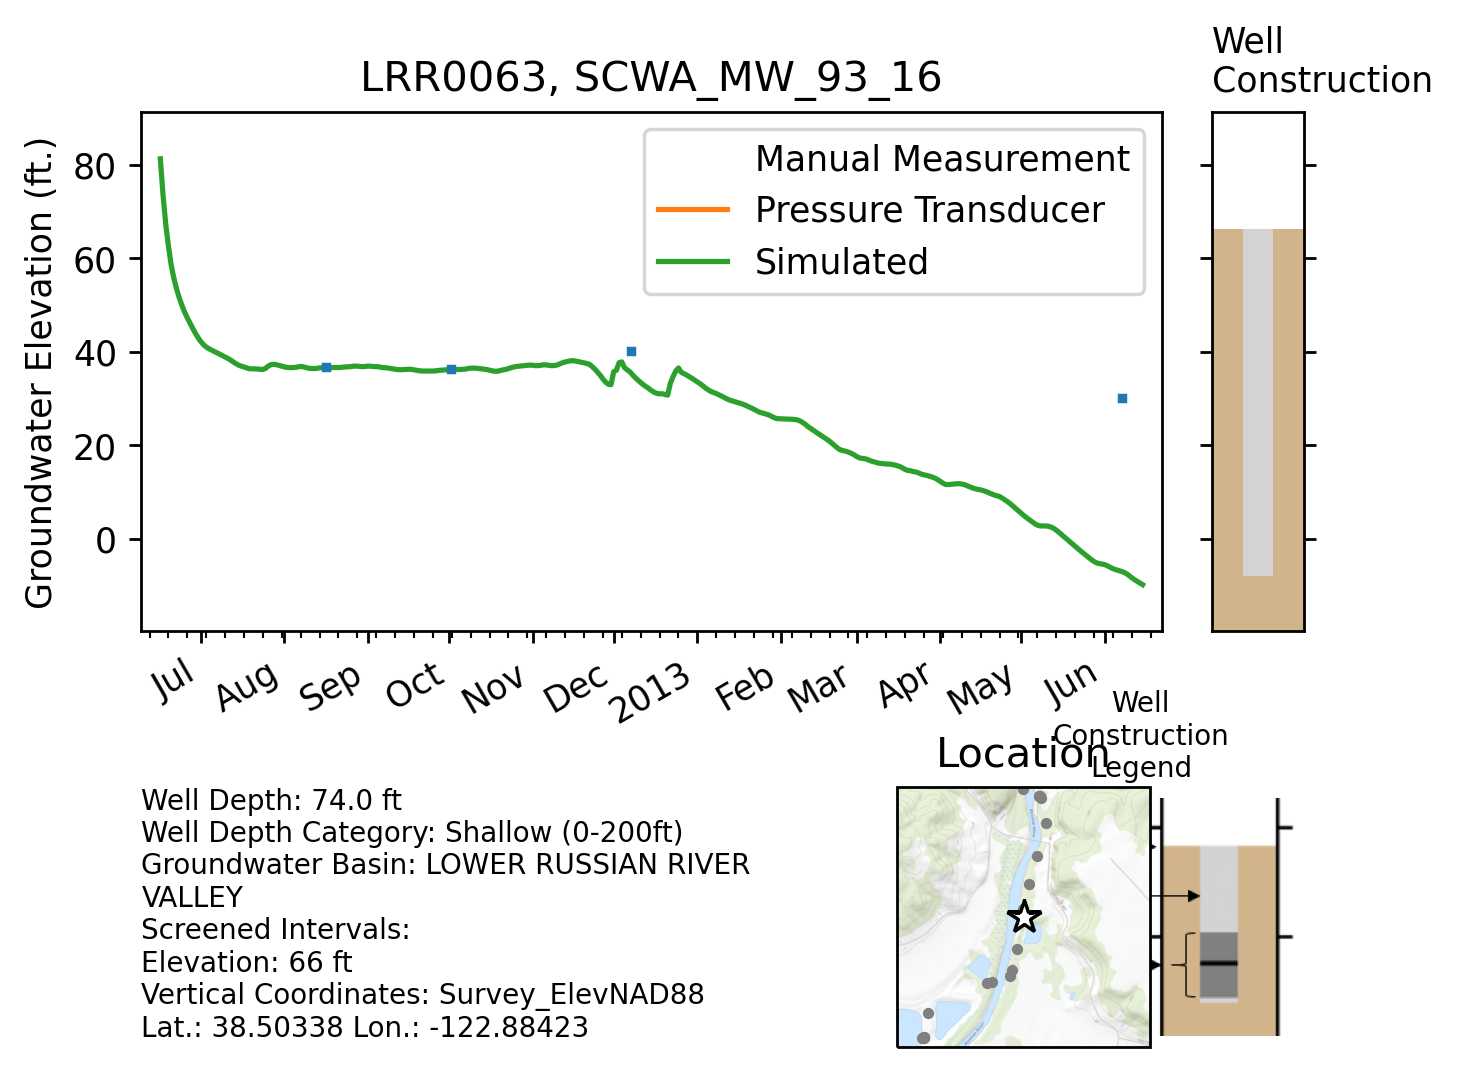 Well
Construction
LRR0063, SCWA_MW_93_16
Groundwater Elevation (ft.)
80
60
40
20
0
Manual Measurement
Pressure Transducer
Simulated
Jul
Aug
Sep
Oct
Nov
Dec
2013
Feb
Mar
Apr
May
Jun
Well
Construction
Legend
Location
Well Depth: 74.0 ft
Well Depth Category: Shallow (0-200ft)
Groundwater Basin: LOWER RUSSIAN RIVER
VALLEY
Screened Intervals:
Elevation: 66 ft
Vertical Coordinates: Survey_ElevNAD88
Lat.: 38.50338 Lon.: -122.88423